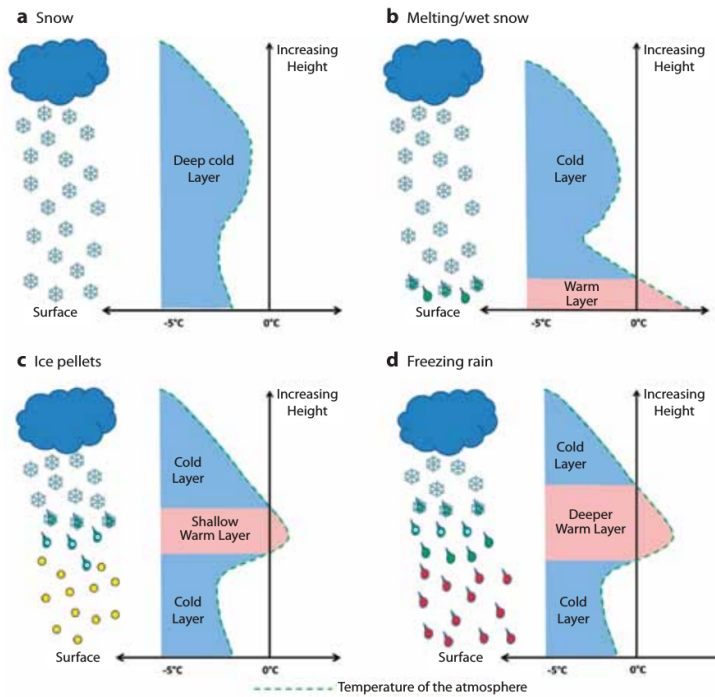 a Snow
Increasing
Height
Deep cold
Layer
Surface
-5°C
0°C
b Melting/wet snow
Increasing
Height
Cold
Layer
Warm
Layer
Surface
-5°C
0°C
c Ice pellets
Increasing
Height
Cold
Layer
Shallow
Warm Layer
Cold
Layer
Surface
-5°C
0°C
d Freezing rain
Increasing
Height
Cold
Layer
Deeper
Warm Layer
Cold
Layer
Surface
-5°C
0°C
Temperature of the atmosphere